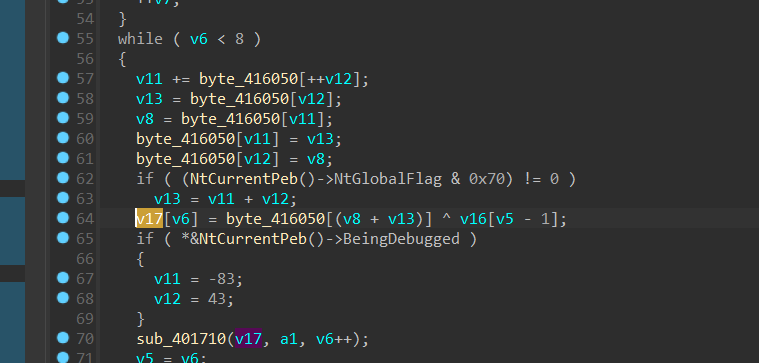 54 }
55 while ( v6 < 8 )
56 {
57 v11 += byte_416050[++v12];
58 v13 = byte_416050[v12];
59 v8 = byte_416050[v11];
60 byte_416050[v11] = v13;
61 byte_416050[v12] = v8;
62 if ( (NtCurrentPeb()->NtGlobalFlag & 0x70) != 0 )
63 v13 = v11 + v12;
64 v17[v6] = byte_416050[(v8 + v13)] ^ v16[v5 - 1];
65 if ( *&NtCurrentPeb()->BeingDebugged )
66 {
67 v11 = -83;
68 v12 = 43;
69 }
70 sub_401710(v17, a1, v6++);
71 v5 = v6;